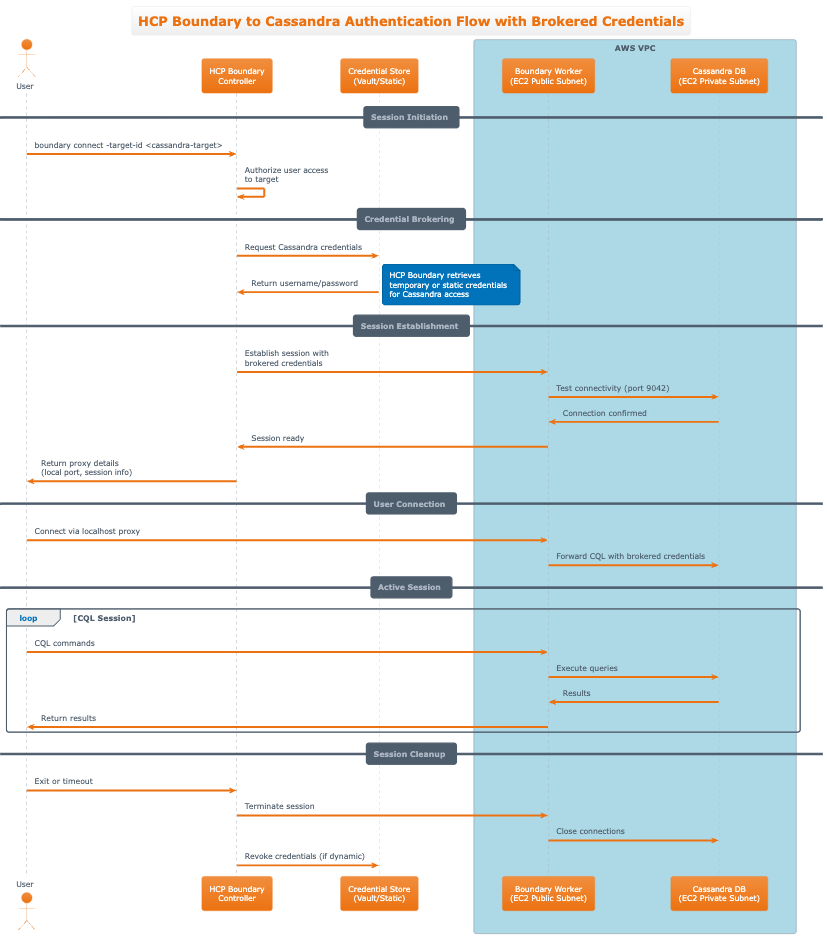 HCP Boundary to Cassandra Authentication Flow with Brokered Credentials
AWS VPC
User
HCP Boundary
Controller
Credential Store
(Vault/Static)
Boundary Worker
(EC2 Public Subnet)
Cassandra DB
(EC2 Private Subnet)
Session Initiation
boundary connect -target-id <cassandra-target>
Authorize user access
to target
Credential Brokering
Request Cassandra credentials
Return username/password
HCP Boundary retrieves
temporary or static credentials
for Cassandra access
Session Establishment
Establish session with
brokered credentials
Test connectivity (port 9042)
Connection confirmed
Session ready
Return proxy details
(local port, session info)
User Connection
Connect via localhost proxy
Forward CQL with brokered credentials
Active Session
loop
[CQL Session]
CQL commands
Execute queries
Results
Return results
Session Cleanup
Exit or timeout
Terminate session
Close connections
Revoke credentials (if dynamic)
User
HCP Boundary
Controller
Credential Store
(Vault/Static)
Boundary Worker
(EC2 Public Subnet)
Cassandra DB
(EC2 Private Subnet)